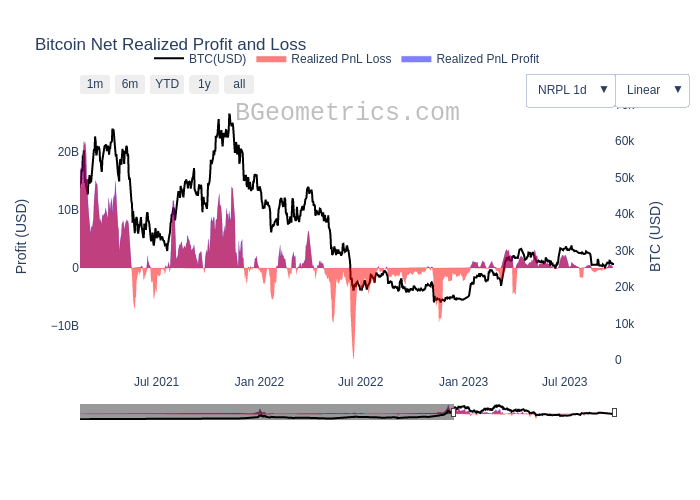 Bitcoin Net Realized Profit and Loss
BTC(USD) Realized PnL Loss Realized PnL Profit
1m 6m YTD 1y all
NRPL 1d ▼ Linear ▼
BGeometrics.com
20B
10B
0
−10B
Profit (USD)
60k
50k
40k
30k
20k
10k
0
BTC (USD)
Jul 2021 Jan 2022 Jul 2022 Jan 2023 Jul 2023